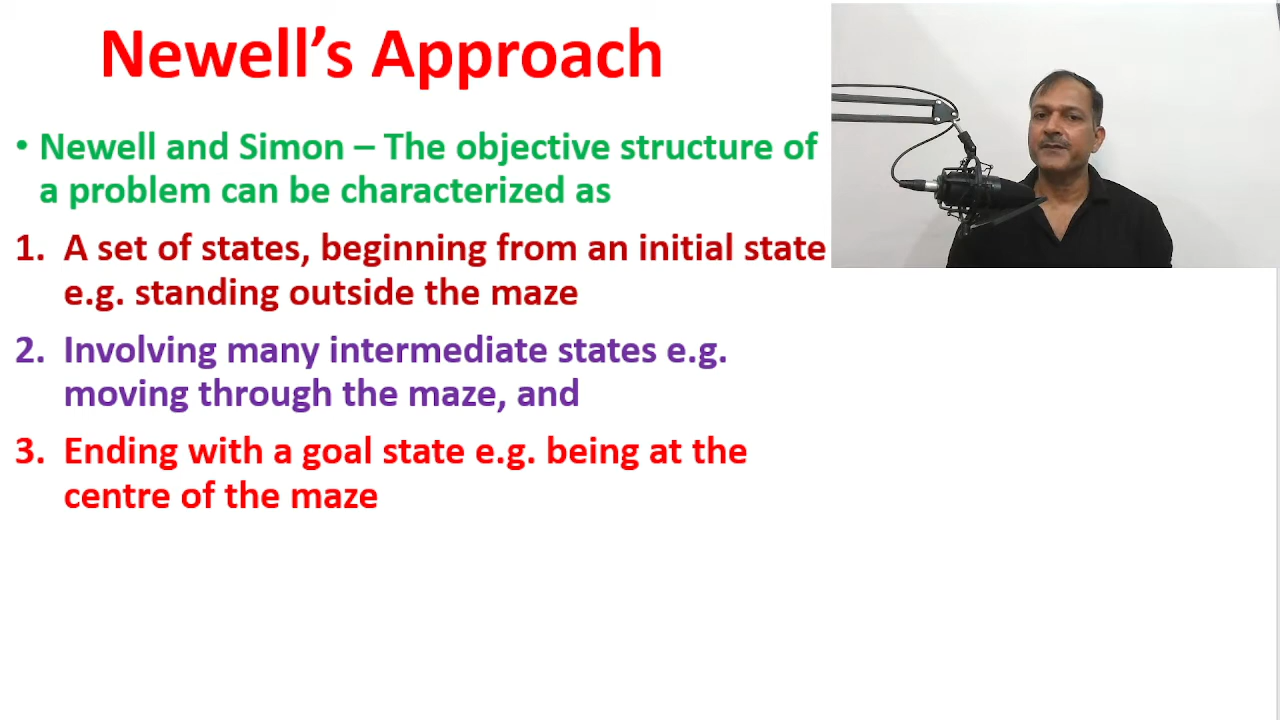 Newell’s Approach
• Newell and Simon – The objective structure of
a problem can be characterized as
1. A set of states, beginning from an initial state
e.g. standing outside the maze
2. Involving many intermediate states e.g.
moving through the maze, and
3. Ending with a goal state e.g. being at the
centre of the maze